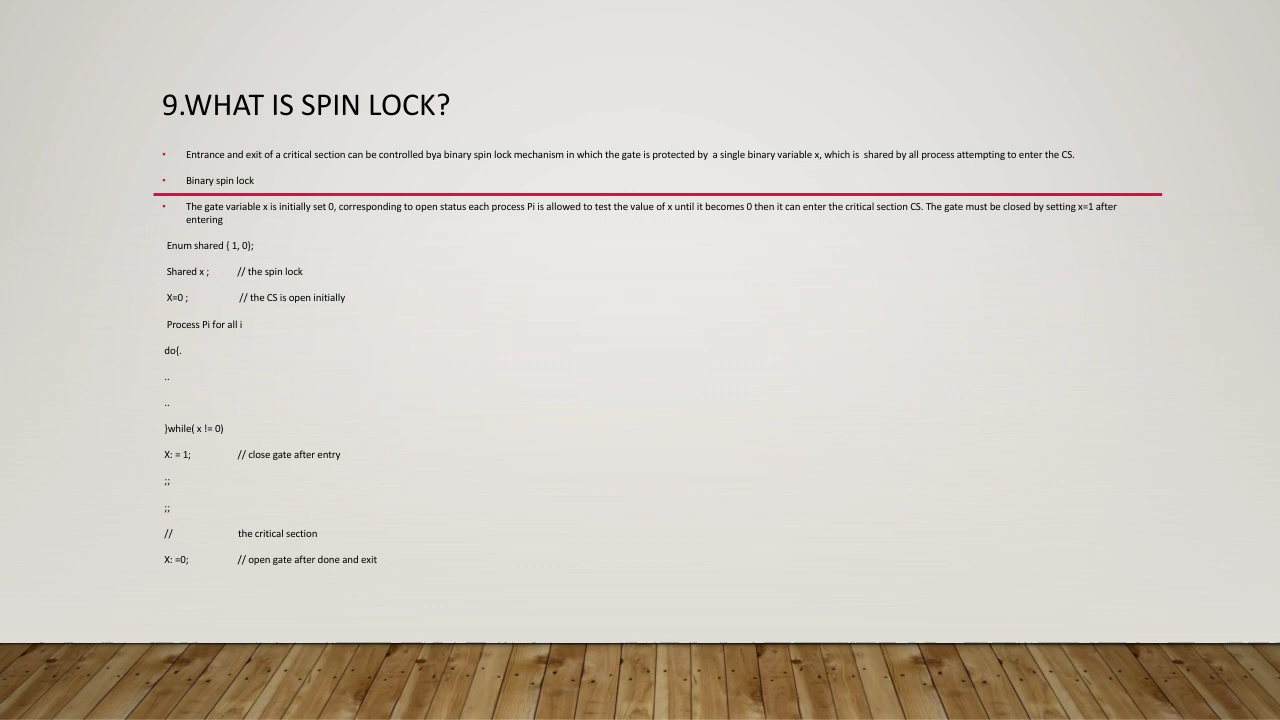 9.WHAT IS SPIN LOCK?
• Entrance and exit of a critical section can be controlled bya binary spin lock mechanism in which the gate is protected by a single binary variable x, which is shared by all process attempting to enter the CS.
• Binary spin lock
• The gate variable x is initially set 0, corresponding to open status each process Pi is allowed to test the value of x until it becomes 0 then it can enter the critical section CS. The gate must be closed by setting x=1 after
entering
Enum shared { 1, 0};
Shared x ; // the spin lock
X=0 ; // the CS is open initially
Process Pi for all i
do{.
..
..
}while( x != 0)
X: = 1; // close gate after entry
;;
;;
// the critical section
X: =0; // open gate after done and exit